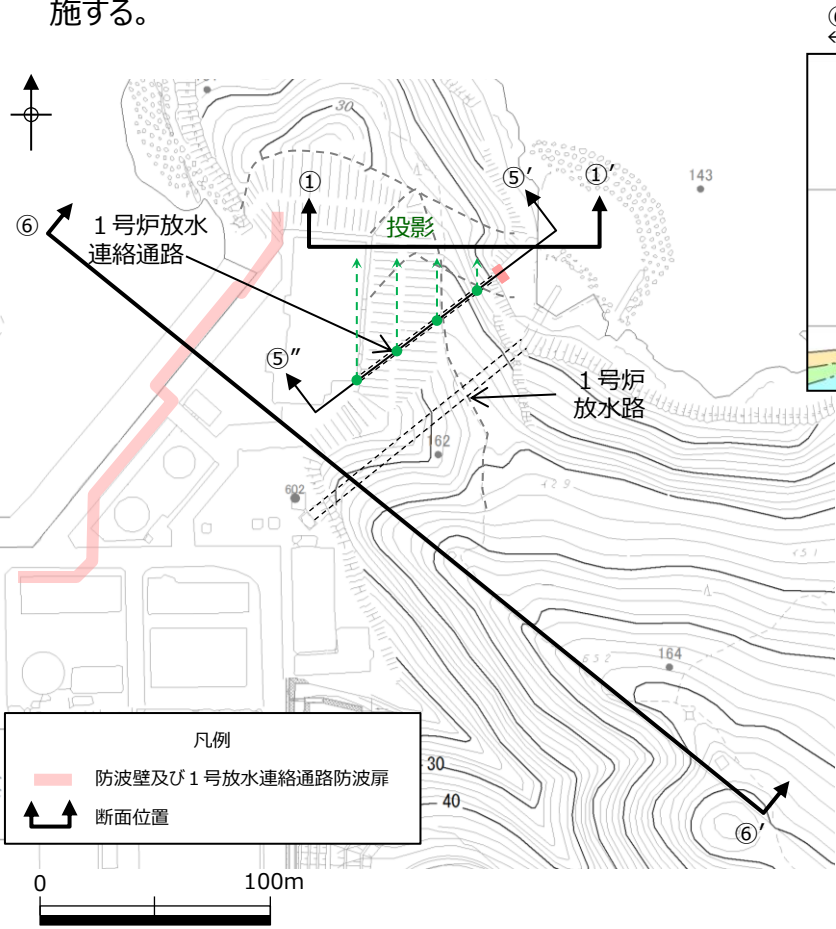 施する。
30
①
⑤’
①’
143
⑥
１号炉放水
連絡通路
投影
⑤”
１号炉
放水路
162
602
164
凡例
防波壁及び１号放水連絡通路防波扉
断面位置
30
40
⑥’
0
100m